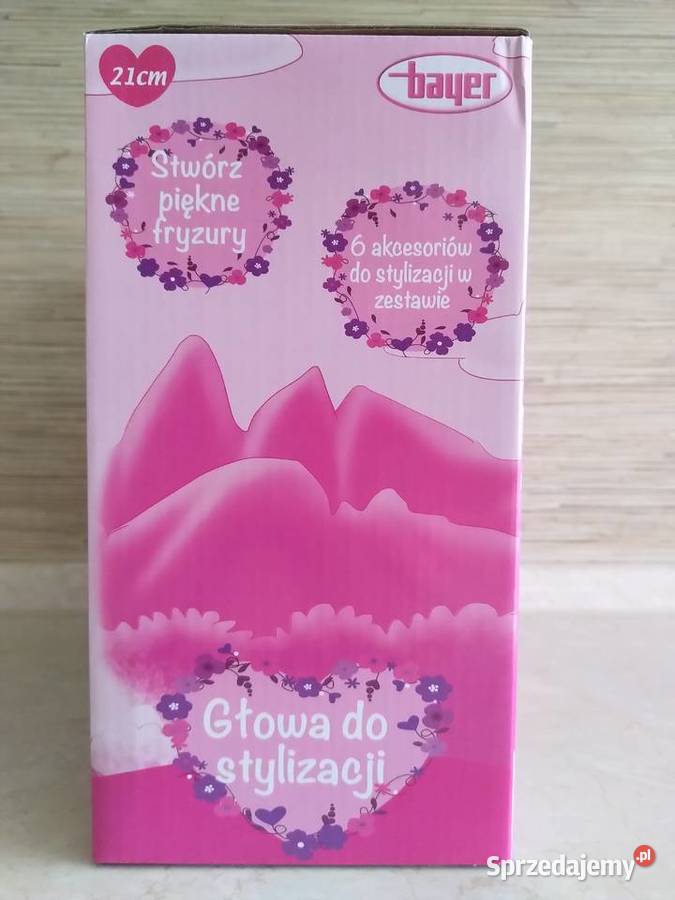 21cm
bayer
Stwórz
piękne
fryzury
6 akcesoriów
do stylizacji w
zestawie
Głowa do
stylizacji
Sprzedajemy.pl